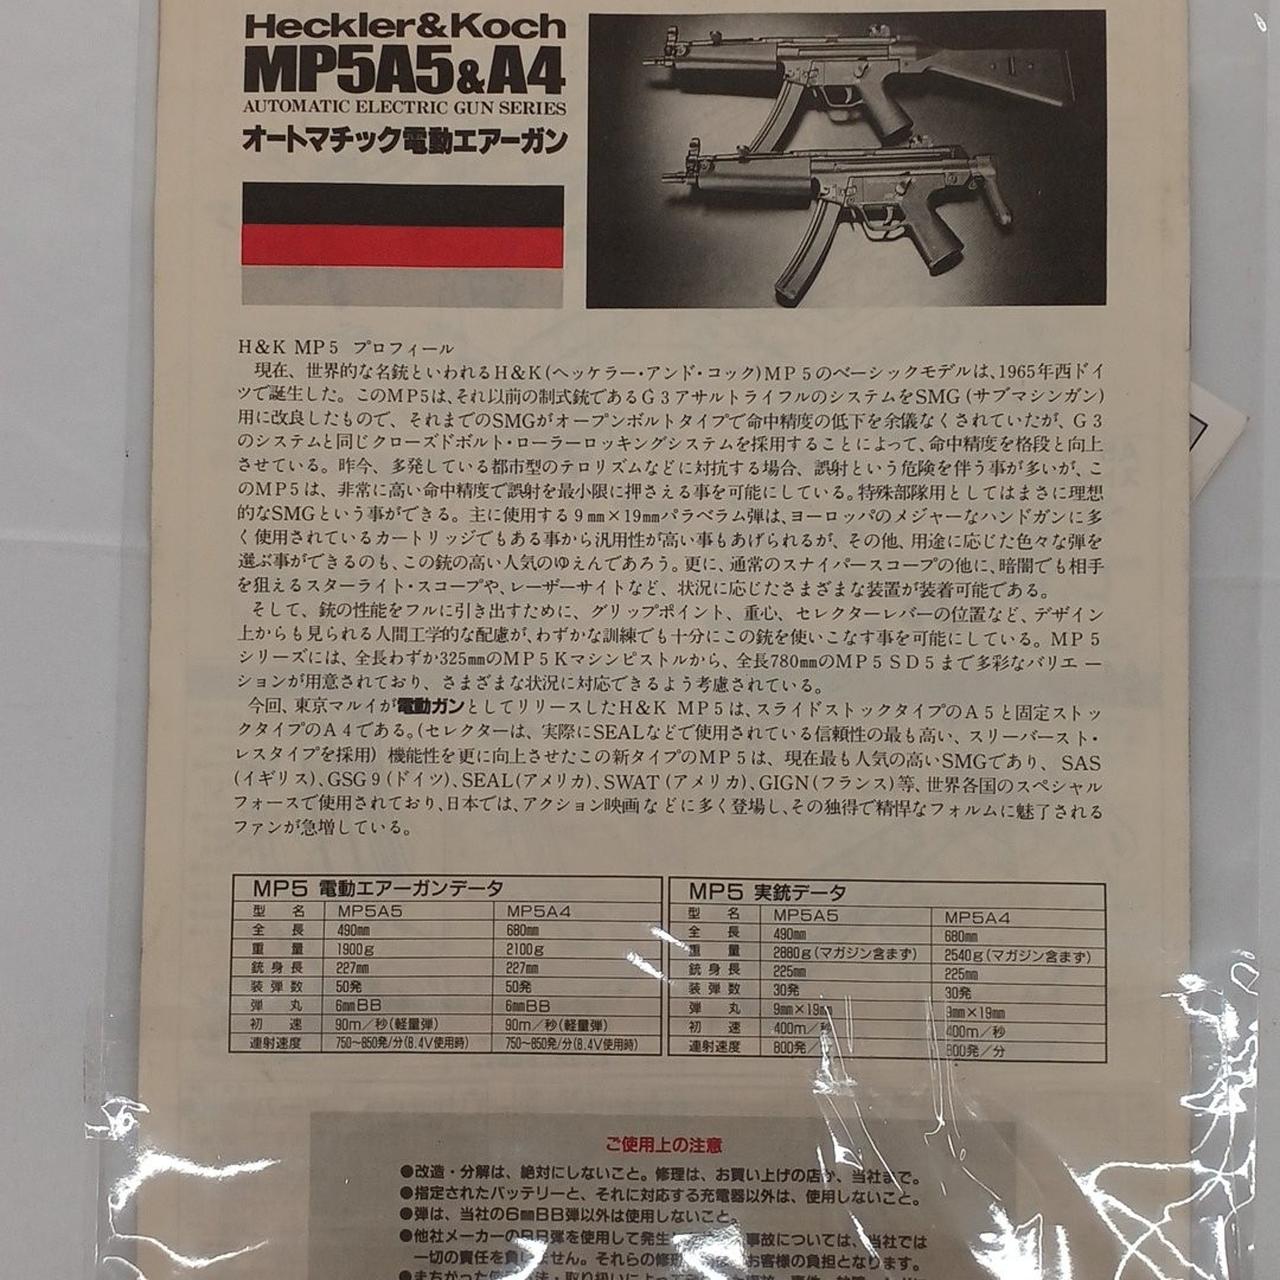 Heckler&Koch
MP5A5&A4
AUTOMATIC ELECTRIC GUN SERIES
オートマチック電動エアーガン
H&K MP5 プロフィール
現在、世界的な名銃といわれるH&K(ヘッケラー・アンド・コック)MP5のベーシックモデルは、1965年西ドイ
ツで誕生した。このMP5は、それ以前の制式銃であるG3アサルトライフルのシステムをSMG(サブマシンガン)
用に改良したもので、それまでのSMGがオープンボルトタイプで命中精度の低下を余儀なくされていたが、G3
のシステムと同じクローズドボルト・ローラーロッキングシステムを採用することによって、命中精度を格段と向上
させている。昨今、多発している都市型のテロリズムなどに対抗する場合、誤射という危険を伴う事が多いが、こ
のMP5は、非常に高い命中精度で誤射を最小限に押さえる事を可能にしている。特殊部隊用としてはまさに理想
的なSMGという事ができる。主に使用する9mm×19mmパラベラム弾は、ヨーロッパのメジャーなハンドガンに多
く使用されているカートリッジでもある事から汎用性が高い事もあげられるが、その他、用途に応じた色々な弾を
選ぶ事ができるのも、この銃の高い人気のゆえんであろう。更に、通常のスナイパースコープの他に、暗闇でも相手
を狙えるスターライト・スコープや、レーザーサイトなど、状況に応じたさまざまな装置が装着可能である。
そして、銃の性能をフルに引き出すために、グリップポイント、重心、セレクターレバーの位置など、デザイン
上からも見られる人間工学的な配慮が、わずかな訓練でも十分にこの銃を使いこなす事を可能にしている。MP5
シリーズには、全長わずか325mmのMP5Kマシンピストルから、全長780mmのMP5SD5まで多彩なバリエー
ションが用意されており、さまざまな状況に対応できるよう考慮されている。
今回、東京マルイが電動ガンとしてリリースしたH&K MP5は、スライドストックタイプのA5と固定ストッ
クタイプのA4である。(セレクターは、実際にSEALなどで使用されている信頼性の最も高い、スリーバースト・
レスタイプを採用)機能性を更に向上させたこの新タイプのMP5は、現在最も人気の高いSMGであり、SAS
(イギリス)、GSG9(ドイツ)、SEAL(アメリカ)、SWAT(アメリカ)、GIGN(フランス)等、世界各国のスペシャル
フォースで使用されており、日本では、アクション映画などに多く登場し、その独得で精悍なフォルムに魅了される
ファンが急増している。
MP5 電動エアーガンデータ
型名 MP5A5 MP5A4
全長 490mm 680mm
重量 1900g 2100g
銃身長 227mm 227mm
装弾数 50発 50発
弾丸 6mmBB 6mmBB
初速 90m/秒(軽量弾) 90m/秒(軽量弾)
連射速度 750~850発/分(8.4V使用時) 750~850発/分(8.4V使用時)
MP5 実銃データ
型名 MP5A5 MP5A4
全長 490mm 680mm
重量 2880g(マガジン含まず) 2540g(マガジン含まず)
銃身長 225mm 225mm
装弾数 30発 30発
弾丸 9mm×19mm 9mm×19mm
初速 400m/秒 400m/秒
連射速度 800発/分 800発/分
ご使用上の注意
●改造・分解は、絶対にしないこと。修理は、お買い上げの店か、当社まで。
●指定されたバッテリーと、それに対応する充電器以外は、使用しないこと。
●弾は、当社の6mmBB弾以外は使用しないこと。
●他社メーカーのBB弾を使用して発生 事故については、当社では
一切の責任を負いません。それらの修理 お客様の負担となります。